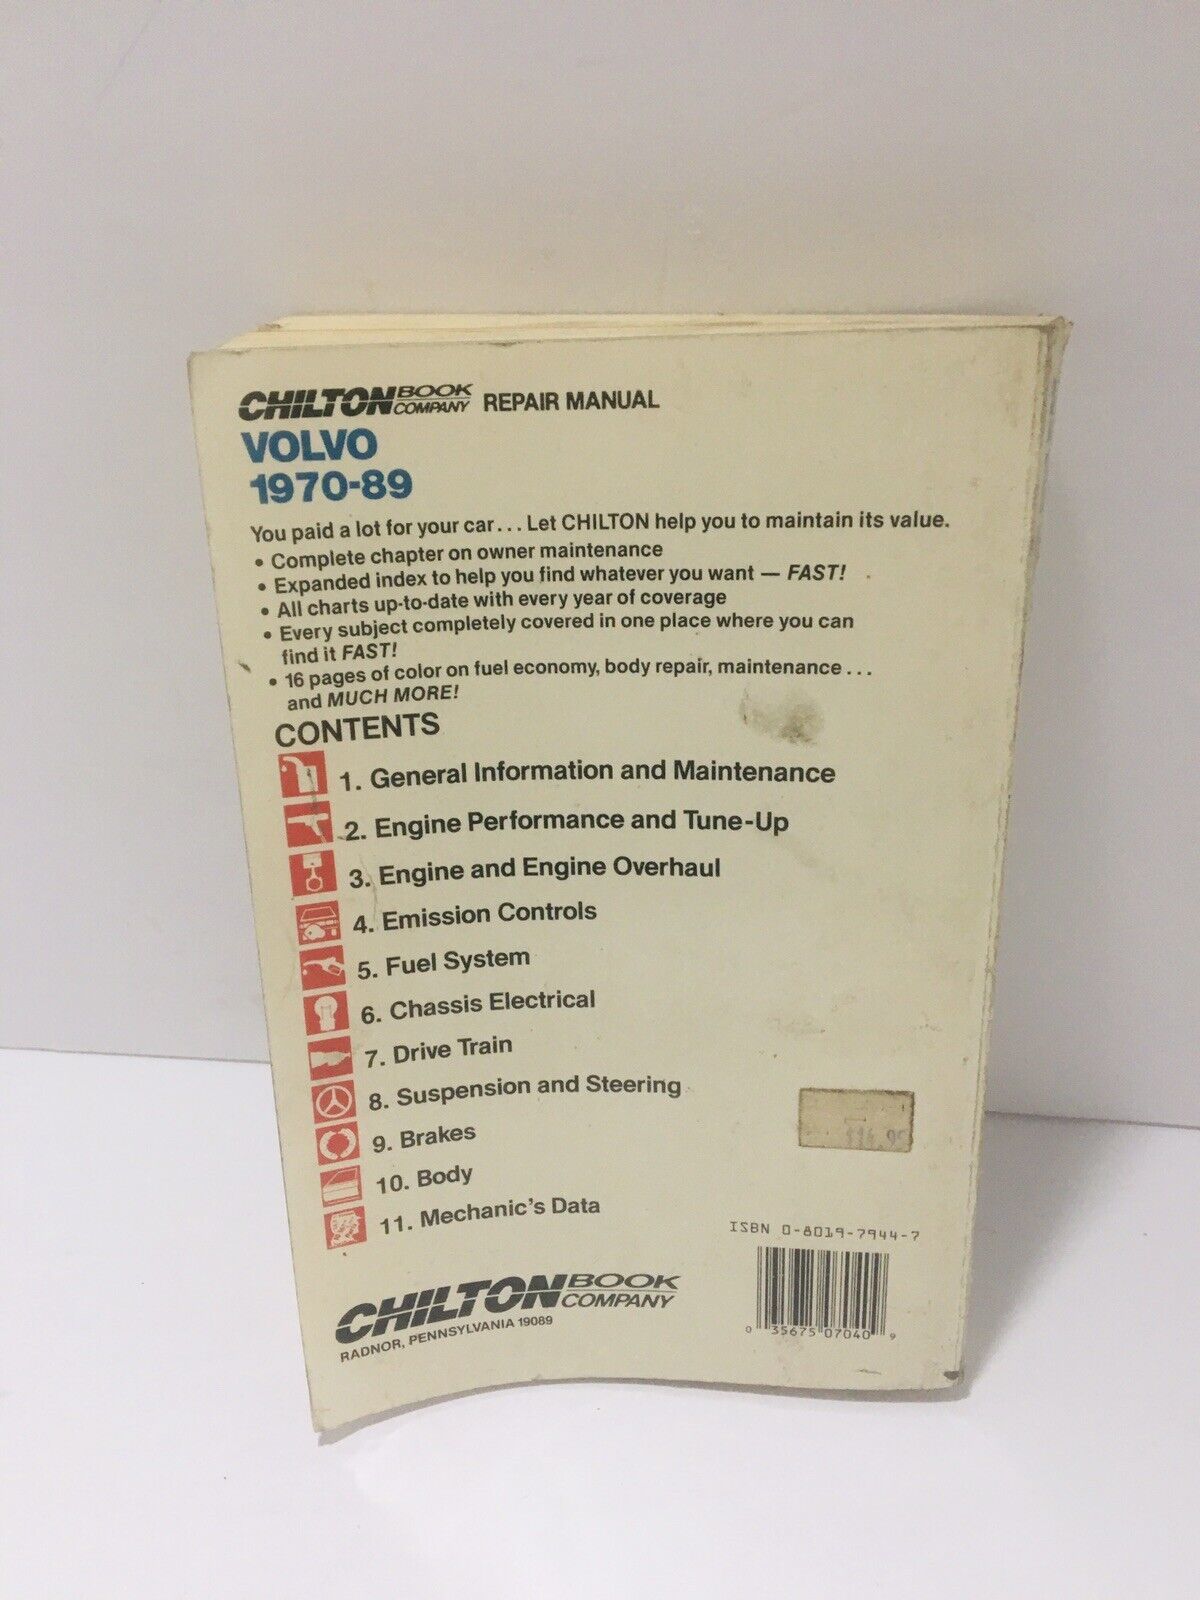 CHILTON BOOK COMPANY REPAIR MANUAL
VOLVO
1970-89
You paid a lot for your car... Let CHILTON help you to maintain its value.
• Complete chapter on owner maintenance
• Expanded index to help you find whatever you want — FAST!
• All charts up-to-date with every year of coverage
• Every subject completely covered in one place where you can
find it FAST!
• 16 pages of color on fuel economy, body repair, maintenance...
and MUCH MORE!
CONTENTS
1. General Information and Maintenance
2. Engine Performance and Tune-Up
3. Engine and Engine Overhaul
4. Emission Controls
5. Fuel System
6. Chassis Electrical
7. Drive Train
8. Suspension and Steering
9. Brakes
10. Body
11. Mechanic's Data
ISBN 0-8019-7944-7
CHILTON BOOK COMPANY
RADNOR, PENNSYLVANIA 19089
0 35675 07040 9